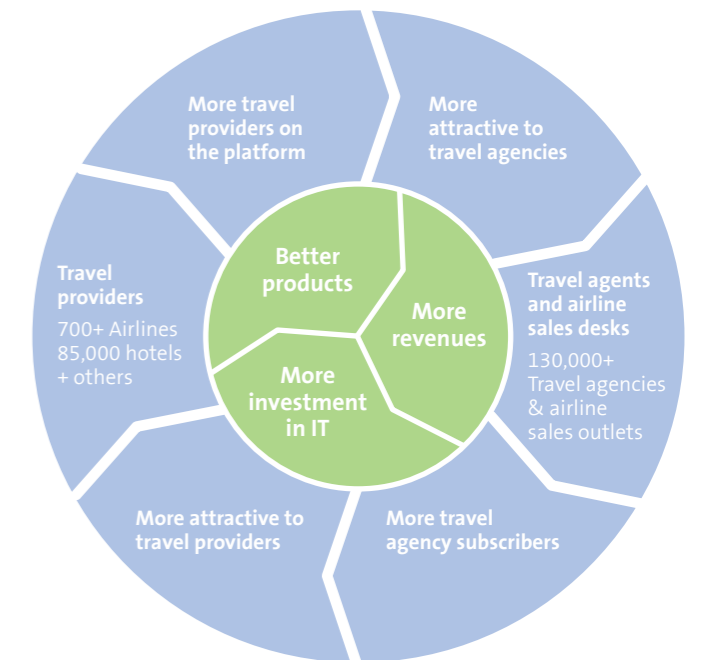 More travel
providers on
the platform
More
attractive to
travel agencies
Travel agents
and airline
sales desks
130,000+
Travel agencies
& airline
sales outlets
More travel
agency subscribers
More attractive to
travel providers
Travel
providers
700+ Airlines
85,000 hotels
+ others
Better
products
More
revenues
More
investment
in IT